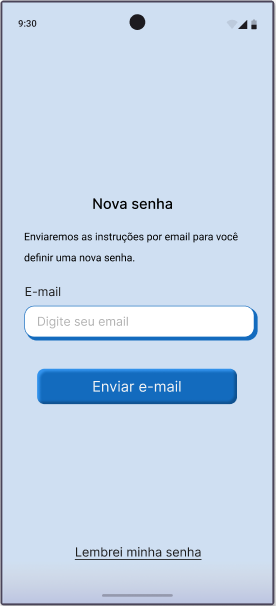 9:30
Nova senha
Enviaremos as instruções por email para você
definir uma nova senha.
E-mail
Digite seu email
Enviar e-mail
Lembrei minha senha